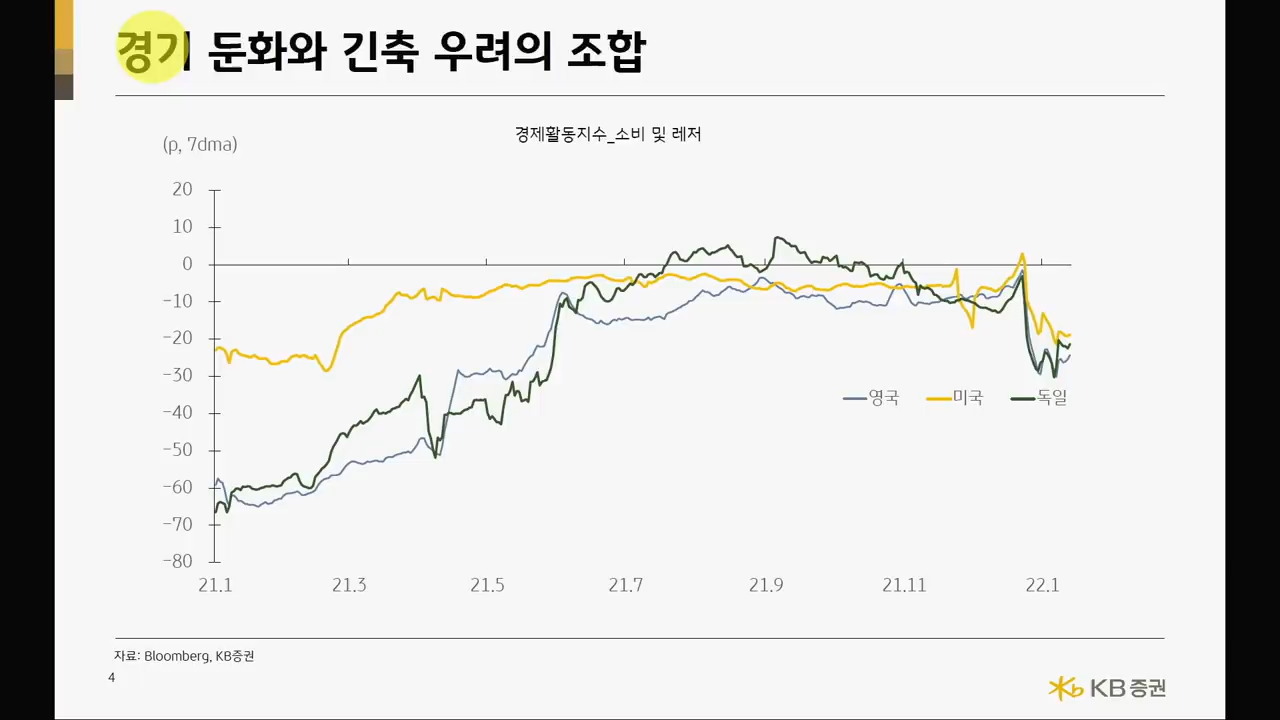 경기 둔화와 긴축 우려의 조합
경제활동지수_소비 및 레저
(p, 7dma)
20
10
0
-10
-20
-30
-40
-50
-60
-70
-80
영국 미국 독일
21.1 21.3 21.5 21.7 21.9 21.11 22.1
자료: Bloomberg, KB증권
4
KB 증권